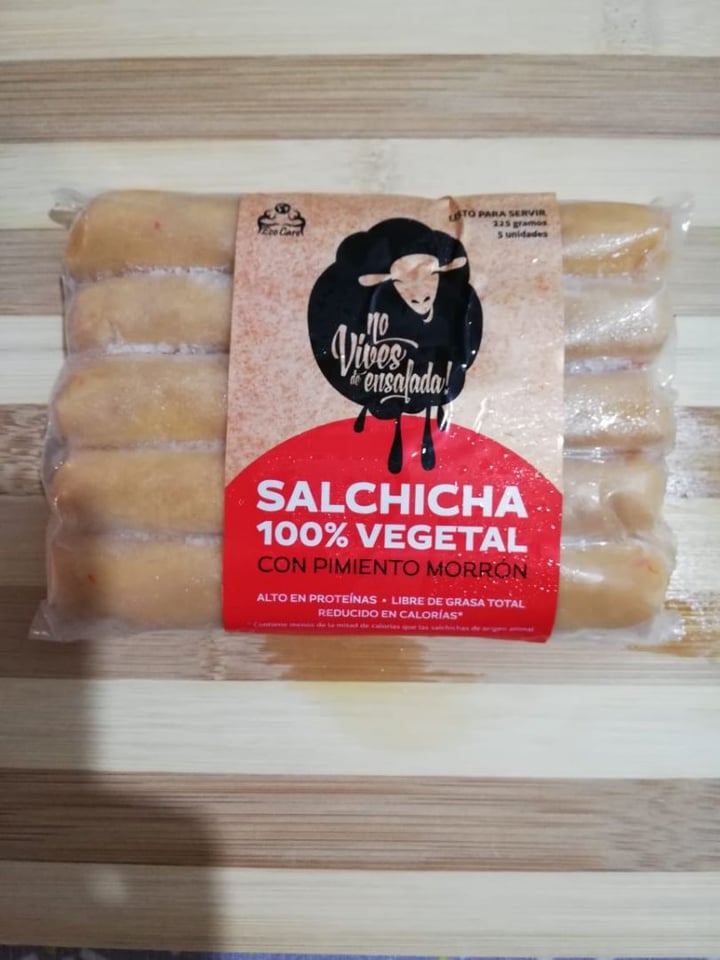 Eco Care
LISTO PARA SERVIR
225 gramos
5 unidades
no
Vives
de ensalada!
SALCHICHA
100% VEGETAL
CON PIMIENTO MORRÓN
ALTO EN PROTEÍNAS • LIBRE DE GRASA TOTAL
REDUCIDO EN CALORÍAS*
* Contiene menos de la mitad de calorías que las salchichas de origen animal